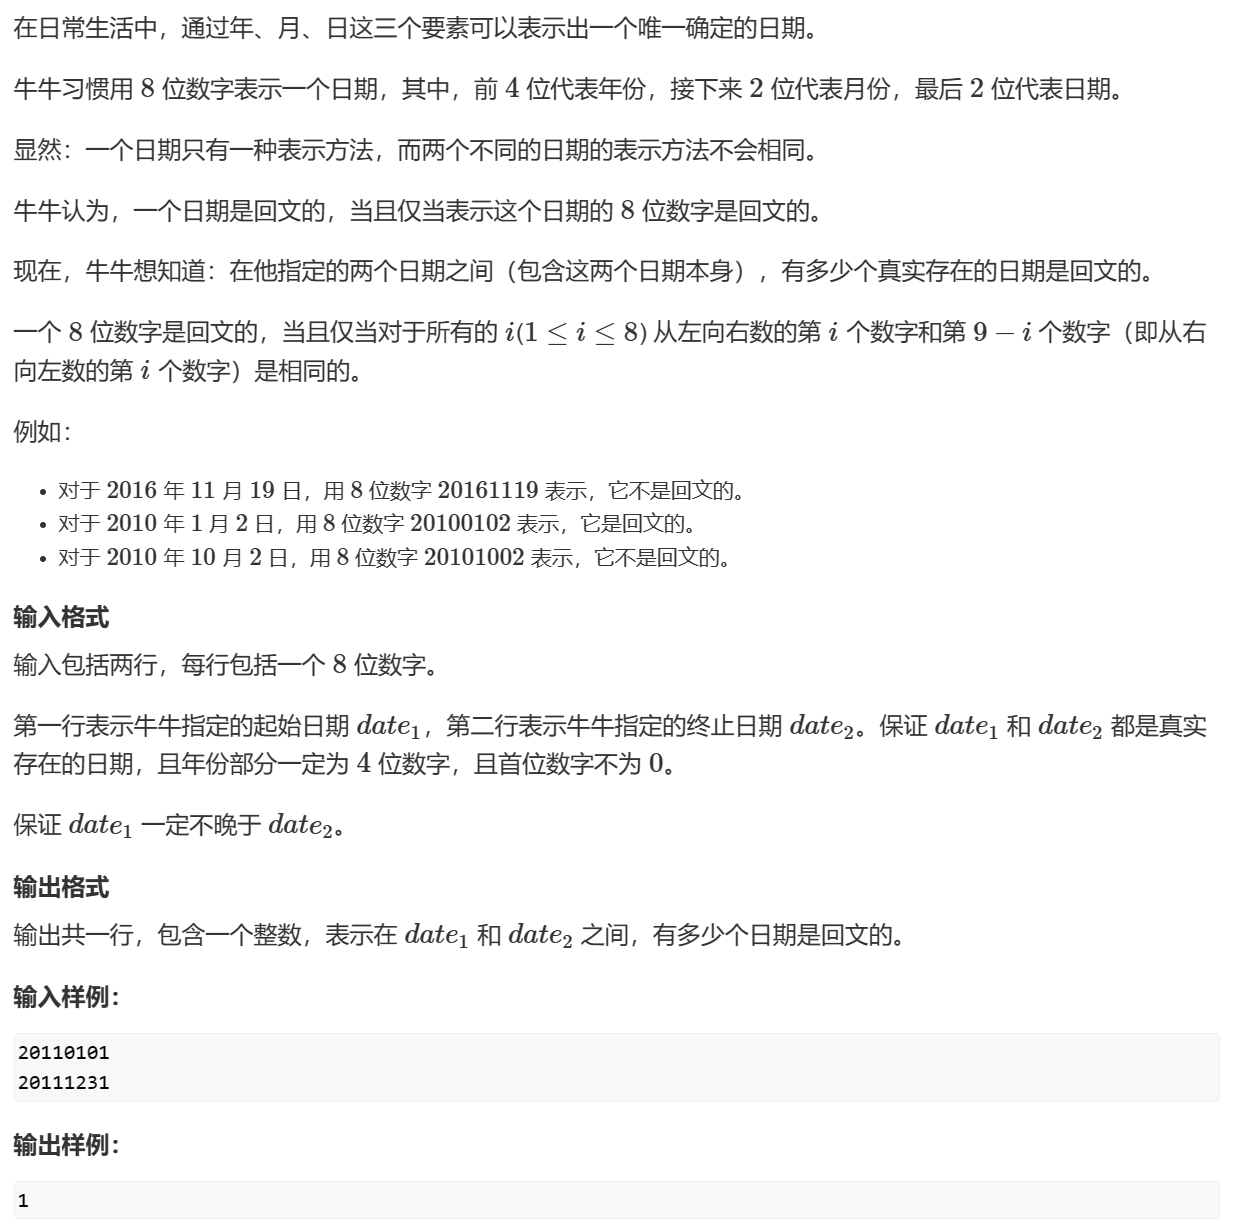 在日常生活中，通过年、月、日这三个要素可以表示出一个唯一确定的日期。
牛牛习惯用 8 位数字表示一个日期，其中，前 4 位代表年份，接下来 2 位代表月份，最后 2 位代表日期。
显然：一个日期只有一种表示方法，而两个不同的日期的表示方法不会相同。
牛牛认为，一个日期是回文的，当且仅当表示这个日期的 8 位数字是回文的。
现在，牛牛想知道：在他指定的两个日期之间（包含这两个日期本身），有多少个真实存在的日期是回文的。
一个 8 位数字是回文的，当且仅当对于所有的 i(1 ≤ i ≤ 8) 从左向右数的第 i 个数字和第 9 − i 个数字（即从右
向左数的第 i 个数字）是相同的。
例如：
• 对于 2016 年 11 月 19 日，用 8 位数字 20161119 表示，它不是回文的。
• 对于 2010 年 1 月 2 日，用 8 位数字 20100102 表示，它是回文的。
• 对于 2010 年 10 月 2 日，用 8 位数字 20101002 表示，它不是回文的。
输入格式
输入包括两行，每行包括一个 8 位数字。
第一行表示牛牛指定的起始日期 date₁，第二行表示牛牛指定的终止日期 date₂。保证 date₁ 和 date₂ 都是真实
存在的日期，且年份部分一定为 4 位数字，且首位数字不为 0。
保证 date₁ 一定不晚于 date₂。
输出格式
输出共一行，包含一个整数，表示在 date₁ 和 date₂ 之间，有多少个日期是回文的。
输入样例：
20110101
20111231
输出样例：
1